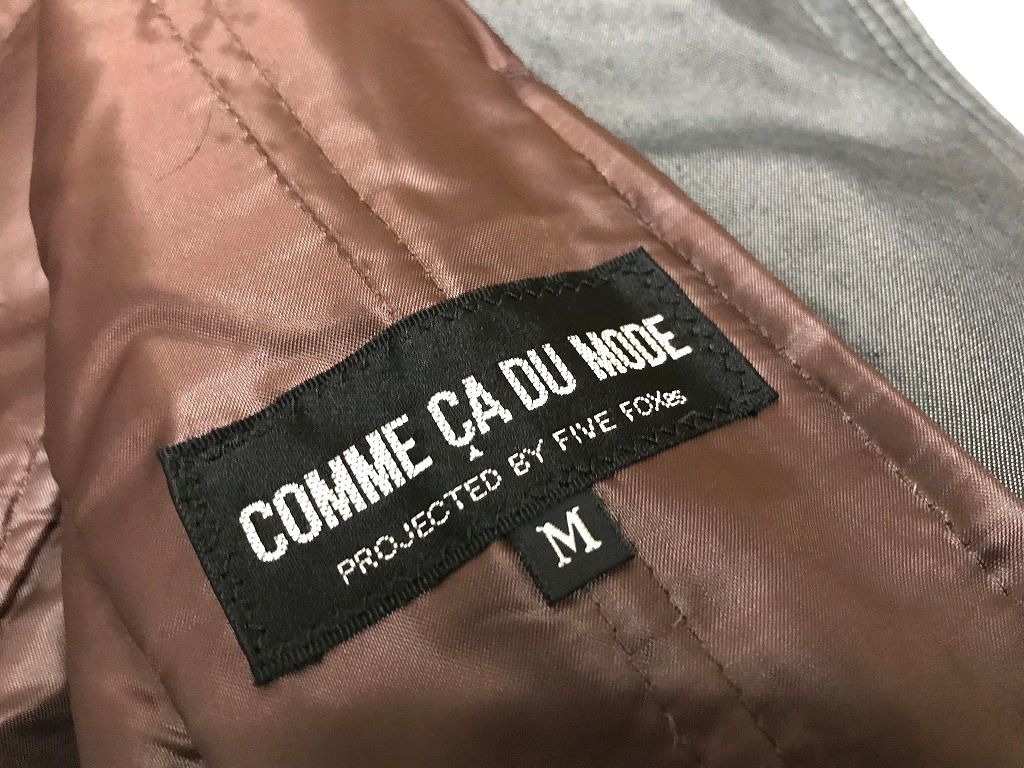 COMME ÇA DU MODE
PROJECTED BY FIVE FOXes
M